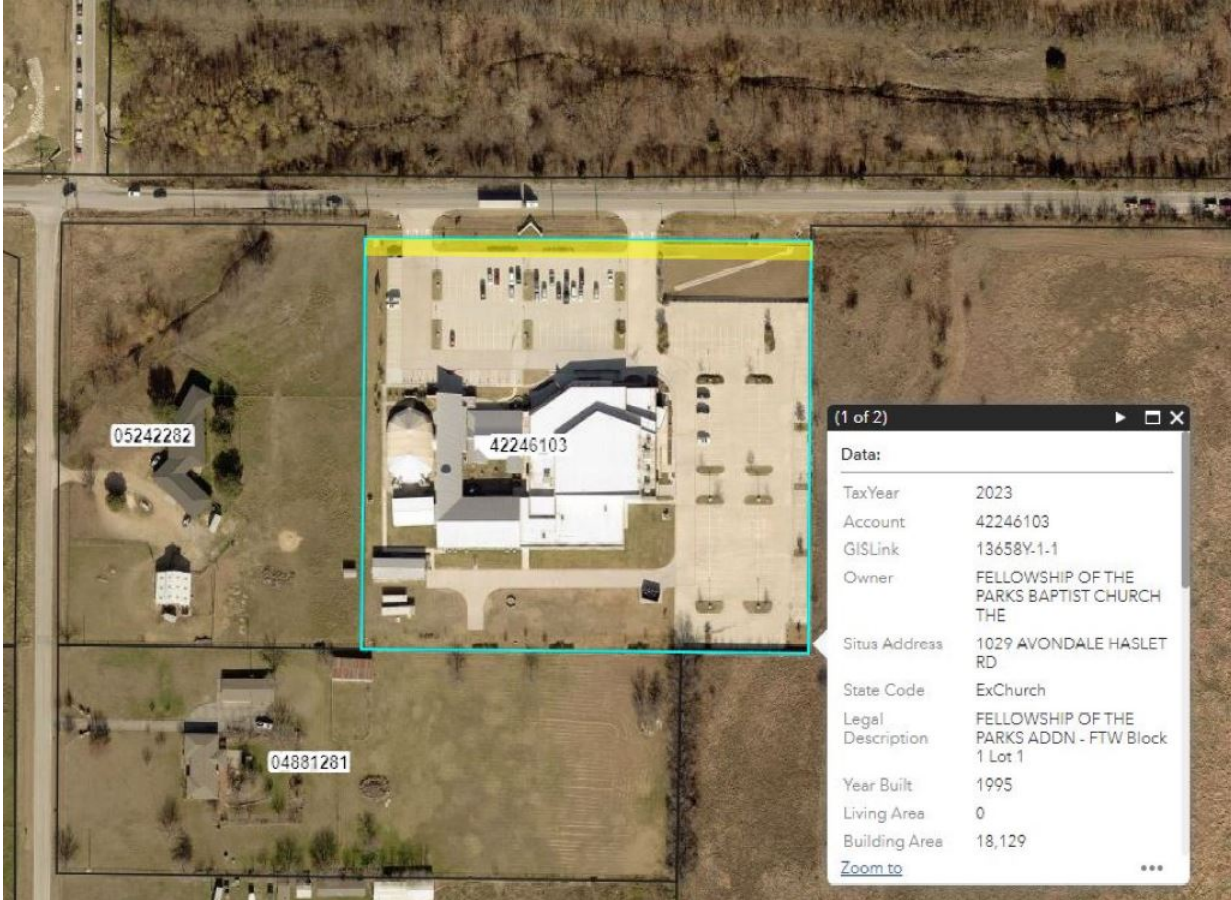 05242282
42246103
04881281
(1 of 2)
Data:
TaxYear 2023
Account 42246103
GISLink 13658Y-1-1
Owner FELLOWSHIP OF THE
PARKS BAPTIST CHURCH
THE
Situs Address 1029 AVONDALE HASLET
RD
State Code ExChurch
Legal FELLOWSHIP OF THE
Description PARKS ADDN - FTW Block
1 Lot 1
Year Built 1995
Living Area 0
Building Area 18,129
Zoom to